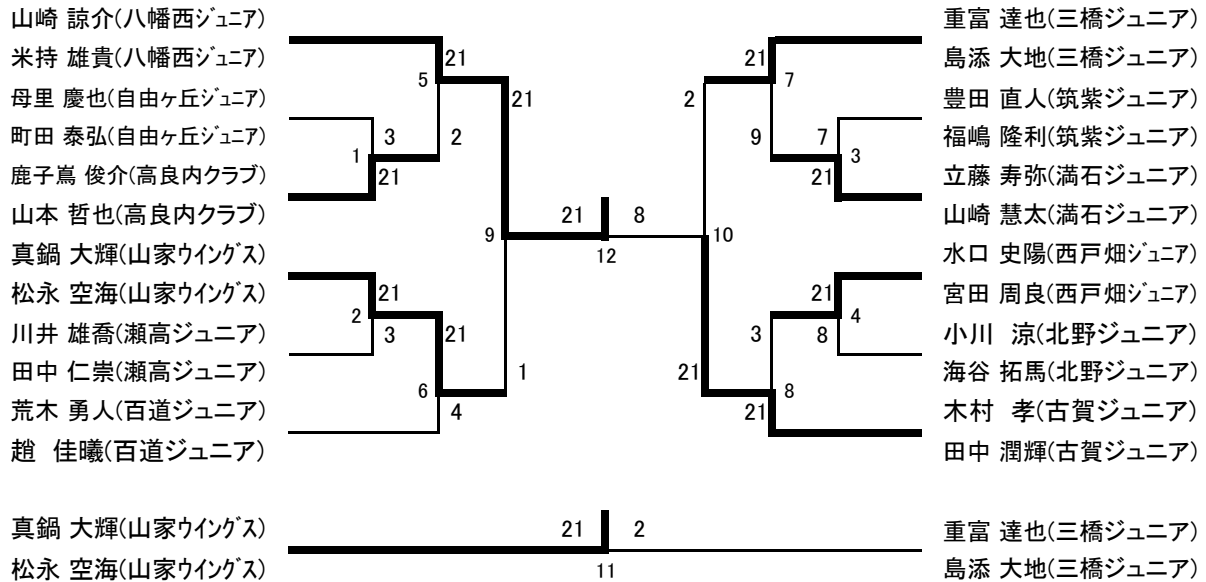 山崎 諒介(八幡西ｼﾞｭﾆｱ)
米持 雄貴(八幡西ｼﾞｭﾆｱ)
母里 慶也(自由ヶ丘ｼﾞｭﾆｱ)
町田 泰弘(自由ヶ丘ｼﾞｭﾆｱ)
鹿子嶌 俊介(高良内クラブ)
山本 哲也(高良内クラブ)
真鍋 大輝(山家ｳｲﾝｸﾞｽ)
松永 空海(山家ｳｲﾝｸﾞｽ)
川井 雄喬(瀬高ジュニア)
田中 仁崇(瀬高ジュニア)
荒木 勇人(百道ジュニア)
趙 佳曦(百道ジュニア)
5
21
3
1
21
2
21
9
21
2
3
21
6
4
1
21
8
12
重富 達也(三橋ジュニア)
島添 大地(三橋ジュニア)
豊田 直人(筑紫ジュニア)
福嶋 隆利(筑紫ジュニア)
立藤 寿弥(満石ジュニア)
山崎 慧太(満石ジュニア)
水口 史陽(西戸畑ｼﾞｭﾆｱ)
宮田 周良(西戸畑ｼﾞｭﾆｱ)
小川 涼(北野ジュニア)
海谷 拓馬(北野ジュニア)
木村 孝(古賀ジュニア)
田中 潤輝(古賀ジュニア)
21
7
2
9
7
3
21
10
21
4
8
3
21
8
21
真鍋 大輝(山家ｳｲﾝｸﾞｽ)
松永 空海(山家ｳｲﾝｸﾞｽ)
21
2
11
重富 達也(三橋ジュニア)
島添 大地(三橋ジュニア)